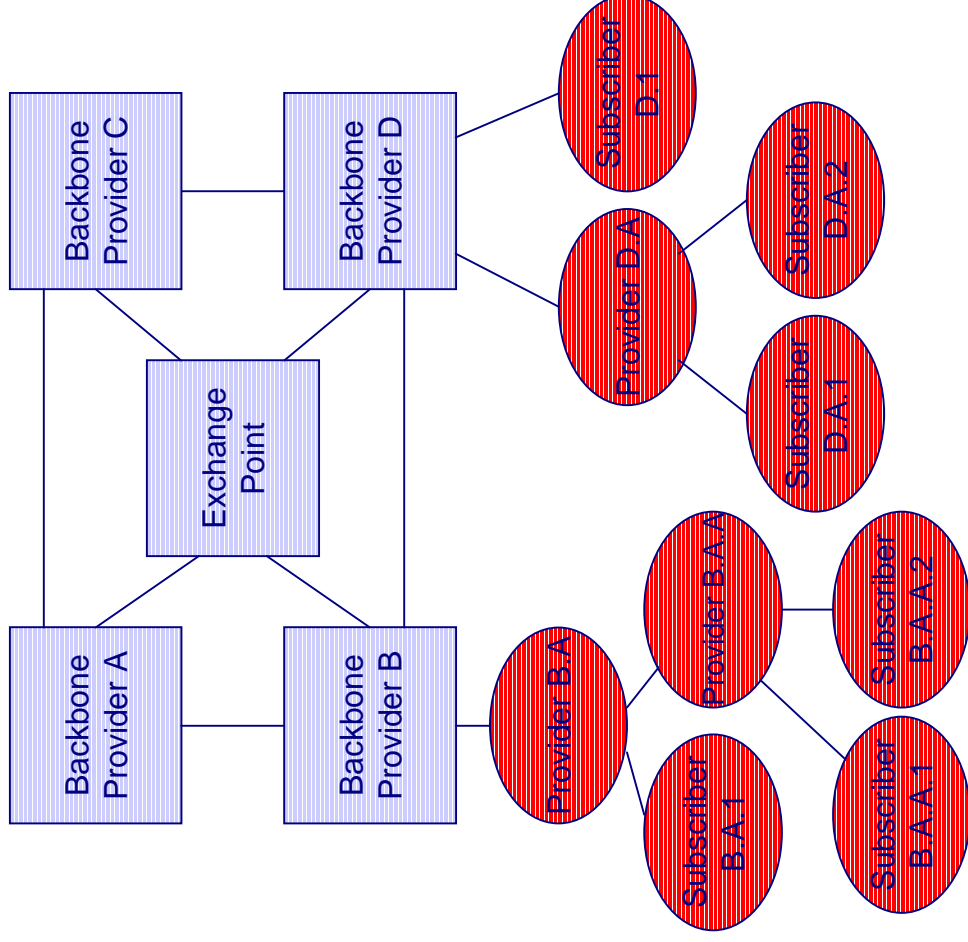 Backbone
Provider A
Backbone
Provider C
Exchange
Point
Backbone
Provider B
Backbone
Provider D
Provider B.A
Provider D.A
Subscriber
D.1
Subscriber
B.A.1
Provider B.A.A
Subscriber
D.A.1
Subscriber
D.A.2
Subscriber
B.A.A.1
Subscriber
B.A.A.2